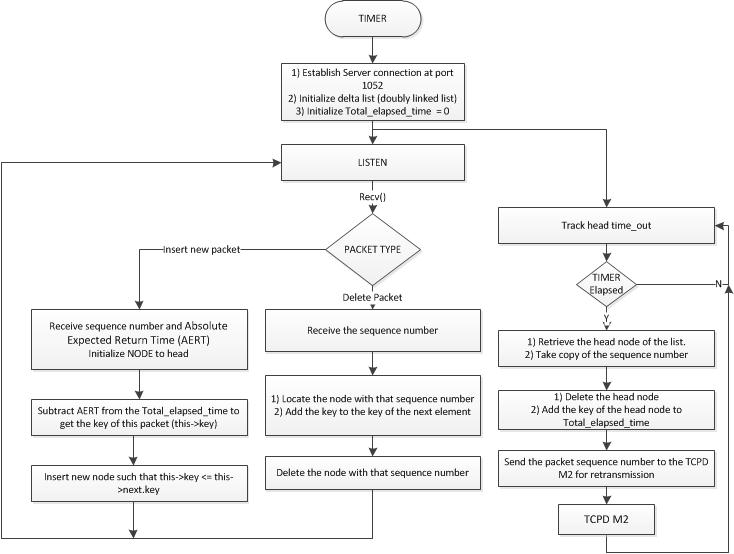 TIMER
1) Establish Server connection at port
1052
2) Initialize delta list (doubly linked list)
3) Initialize Total_elapsed_time = 0
LISTEN
Recv()
PACKET TYPE
Insert new packet
Delete Packet
Receive sequence number and Absolute
Expected Return Time (AERT)
Initialize NODE to head
Subtract AERT from the Total_elapsed_time to
get the key of this packet (this->key)
Insert new node such that this->key <= this-
>next.key
Receive the sequence number
1) Locate the node with that sequence number
2) Add the key to the key of the next element
Delete the node with that sequence number
Track head time_out
TIMER
Elapsed
N
Y
1) Retrieve the head node of the list.
2) Take copy of the sequence number
1) Delete the head node
2) Add the key of the head node to
Total_elapsed_time
Send the packet sequence number to the TCPD
M2 for retransmission
TCPD M2